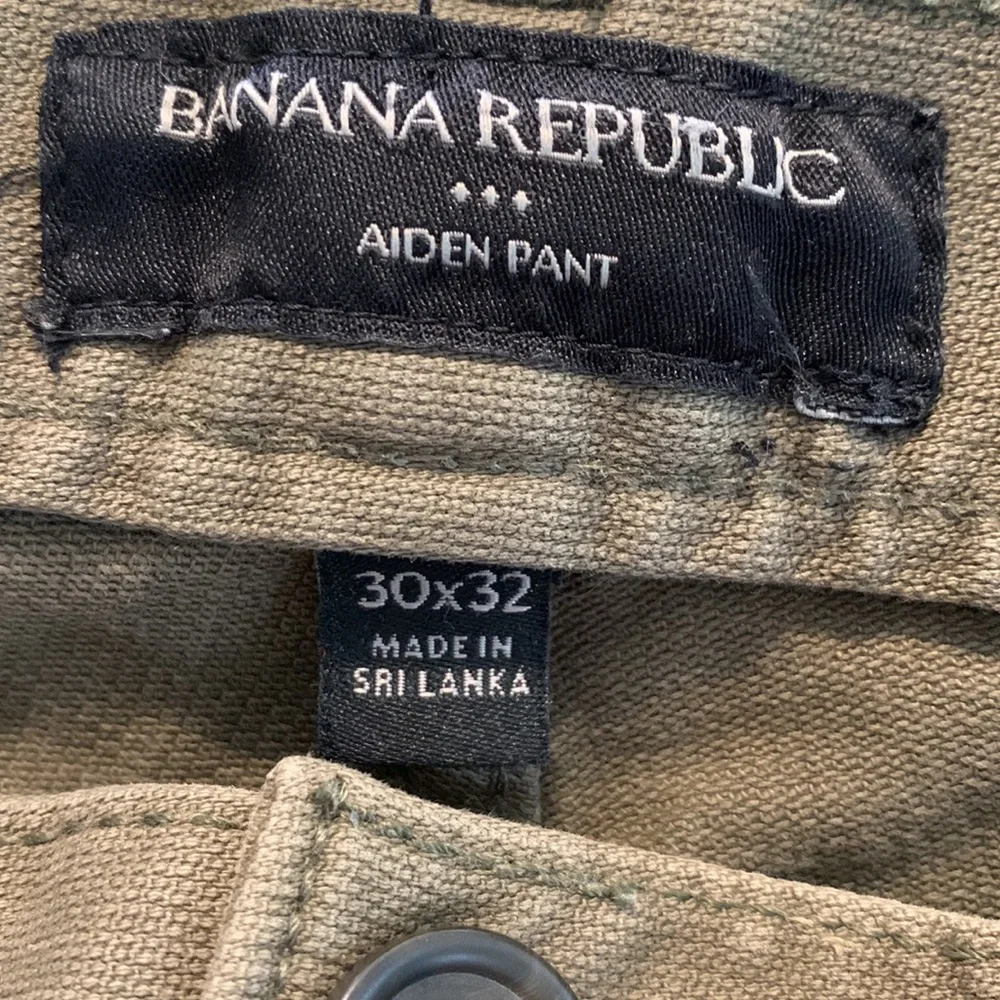 BANANA REPUBLIC
AIDEN PANT
30x32
MADE IN
SRI LANKA